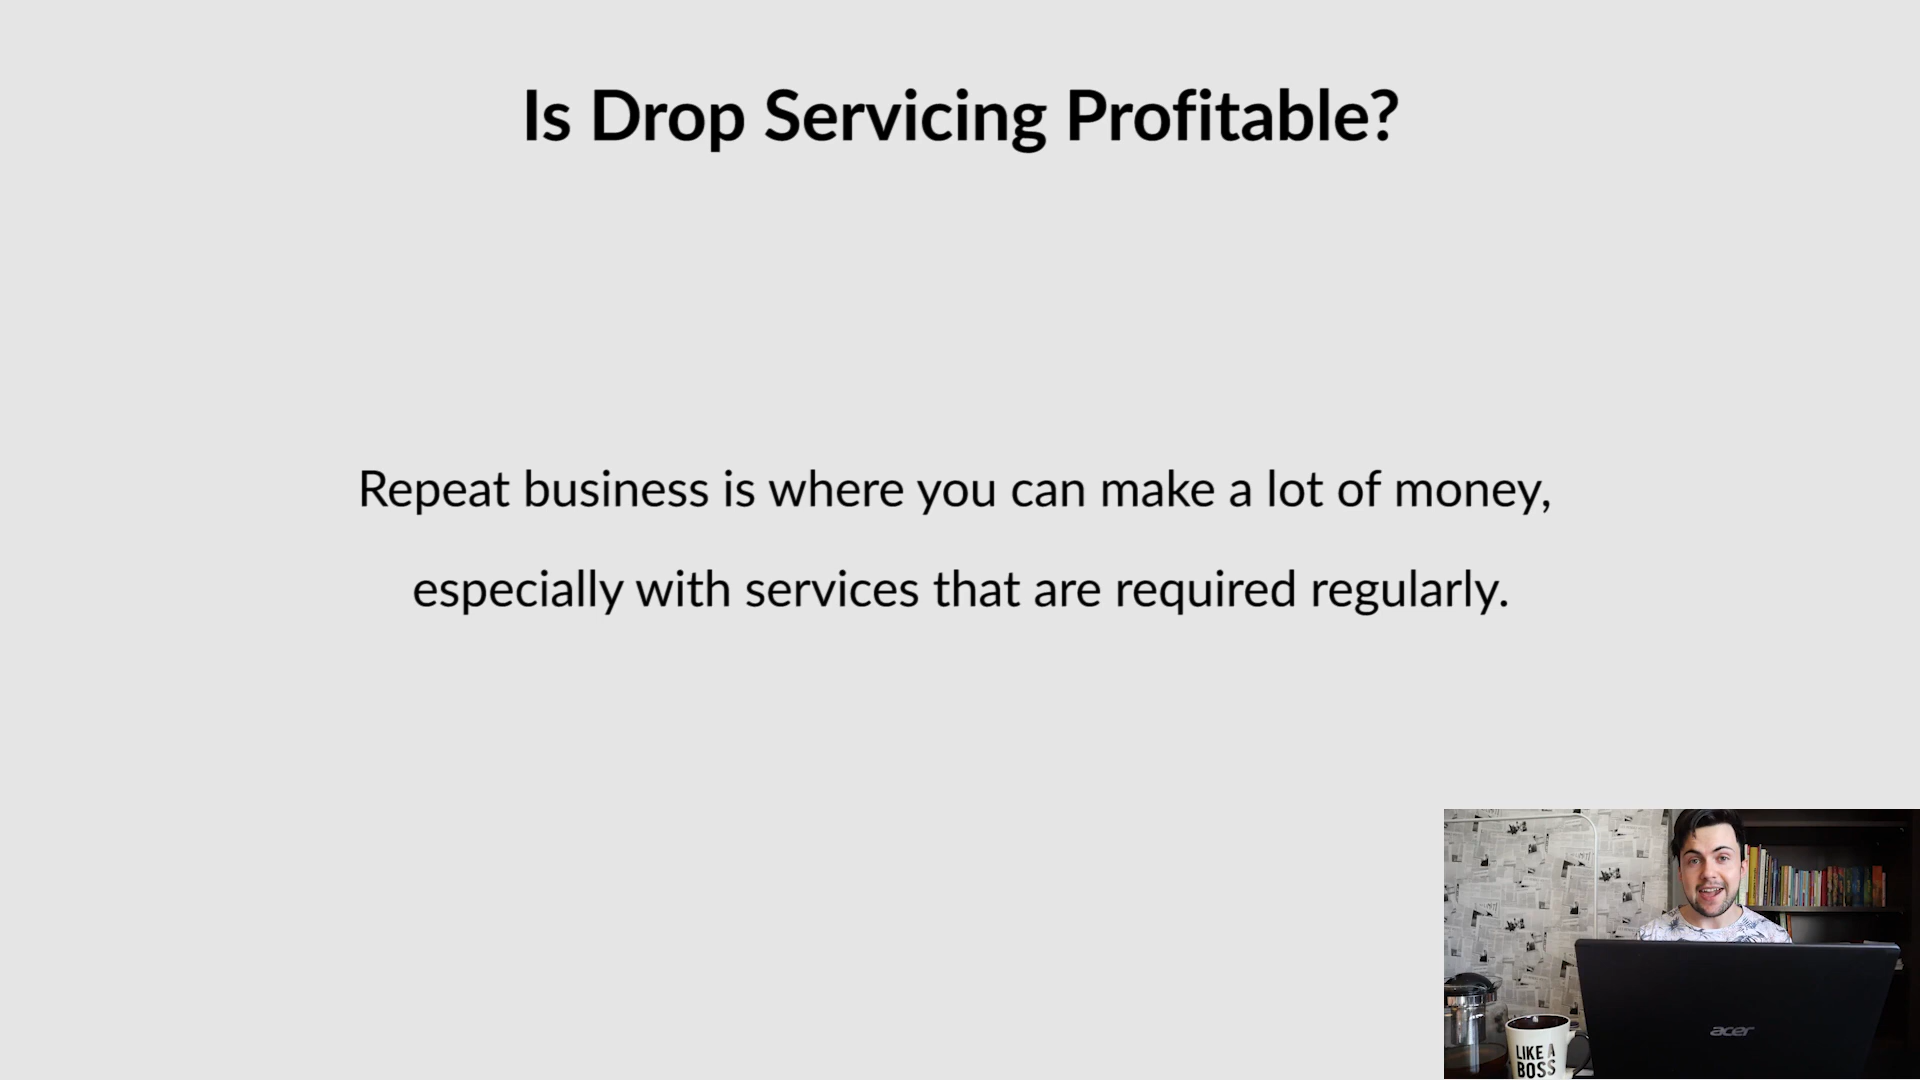 Is Drop Servicing Profitable?
Repeat business is where you can make a lot of money,
especially with services that are required regularly.
acer
LIKE A
BOSS